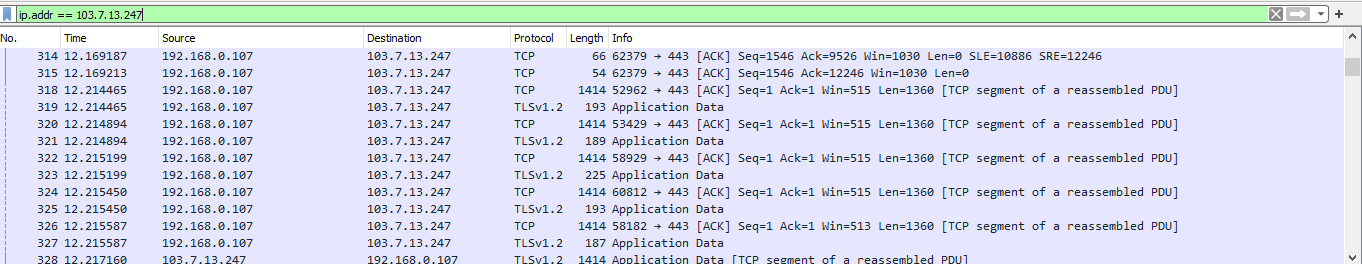 ip.addr == 103.7.13.247
No. Time Source Destination Protocol Length Info
314 12.169187 192.168.0.107 103.7.13.247 TCP 66 62379 → 443 [ACK] Seq=1546 Ack=9526 Win=1030 Len=0 SLE=10886 SRE=12246
315 12.169213 192.168.0.107 103.7.13.247 TCP 54 62379 → 443 [ACK] Seq=1546 Ack=12246 Win=1030 Len=0
318 12.214465 192.168.0.107 103.7.13.247 TCP 1414 52962 → 443 [ACK] Seq=1 Ack=1 Win=515 Len=1360 [TCP segment of a reassembled PDU]
319 12.214465 192.168.0.107 103.7.13.247 TLSv1.2 193 Application Data
320 12.214894 192.168.0.107 103.7.13.247 TCP 1414 53429 → 443 [ACK] Seq=1 Ack=1 Win=515 Len=1360 [TCP segment of a reassembled PDU]
321 12.214894 192.168.0.107 103.7.13.247 TLSv1.2 189 Application Data
322 12.215199 192.168.0.107 103.7.13.247 TCP 1414 58929 → 443 [ACK] Seq=1 Ack=1 Win=515 Len=1360 [TCP segment of a reassembled PDU]
323 12.215199 192.168.0.107 103.7.13.247 TLSv1.2 225 Application Data
324 12.215450 192.168.0.107 103.7.13.247 TCP 1414 60812 → 443 [ACK] Seq=1 Ack=1 Win=515 Len=1360 [TCP segment of a reassembled PDU]
325 12.215450 192.168.0.107 103.7.13.247 TLSv1.2 193 Application Data
326 12.215587 192.168.0.107 103.7.13.247 TCP 1414 58182 → 443 [ACK] Seq=1 Ack=1 Win=513 Len=1360 [TCP segment of a reassembled PDU]
327 12.215587 192.168.0.107 103.7.13.247 TLSv1.2 187 Application Data
328 12.217160 103.7.13.247 192.168.0.107 TLSv1.2 1414 Application Data [TCP segment of a reassembled PDU]